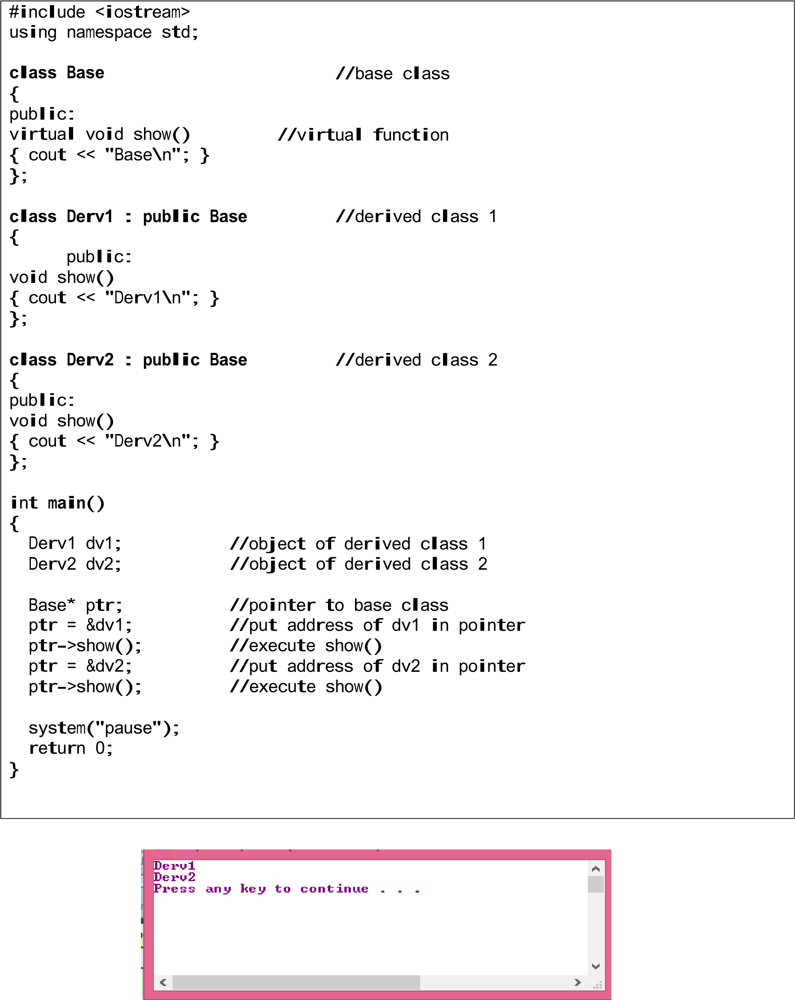 #include <iostream>
using namespace std;
class Base //base class
{
public:
virtual void show() //virtual function
{ cout << "Base\n"; }
};
class Derv1 : public Base //derived class 1
{
public:
void show()
{ cout << "Derv1\n"; }
};
class Derv2 : public Base //derived class 2
{
public:
void show()
{ cout << "Derv2\n"; }
};
int main()
{
Derv1 dv1; //object of derived class 1
Derv2 dv2; //object of derived class 2
Base* ptr; //pointer to base class
ptr = &dv1; //put address of dv1 in pointer
ptr->show(); //execute show()
ptr = &dv2; //put address of dv2 in pointer
ptr->show(); //execute show()
system("pause");
return 0;
}
Derv1
Derv2
Press any key to continue . . .